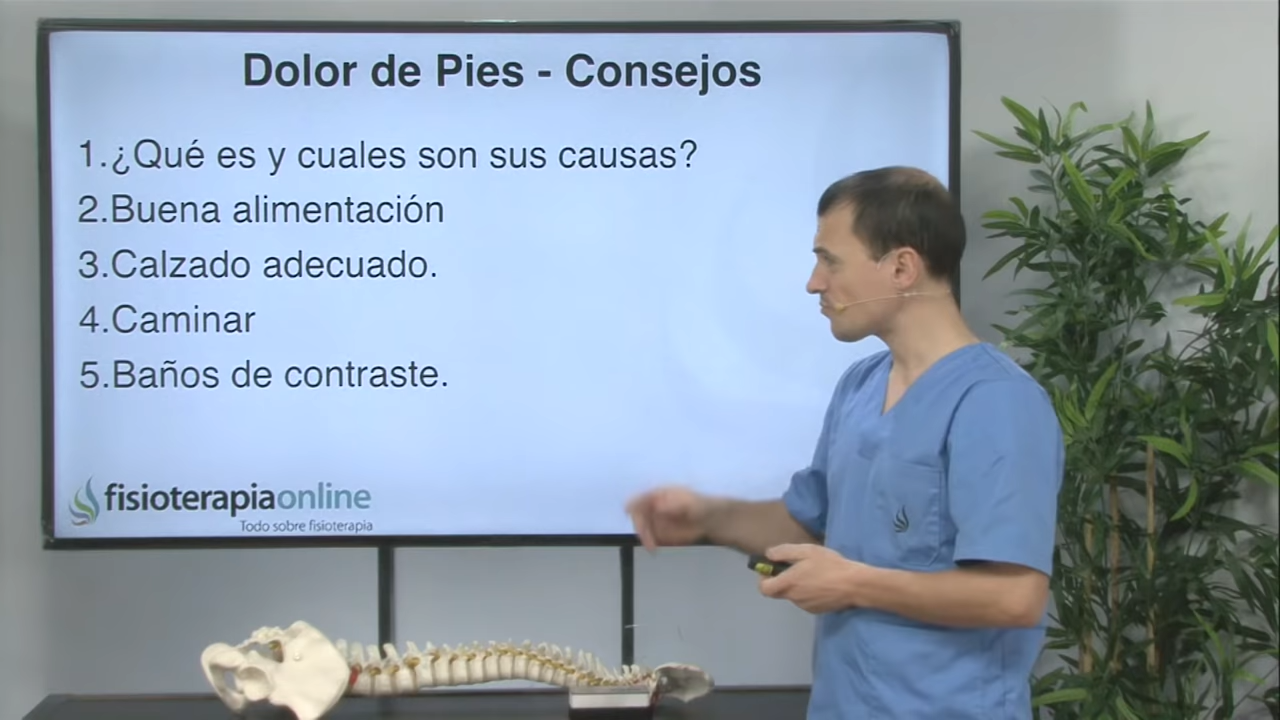 Dolor de Pies - Consejos
1.¿Qué es y cuales son sus causas?
2.Buena alimentación
3.Calzado adecuado.
4.Caminar
5.Baños de contraste.
fisioterapiaonline
Todo sobre fisioterapia